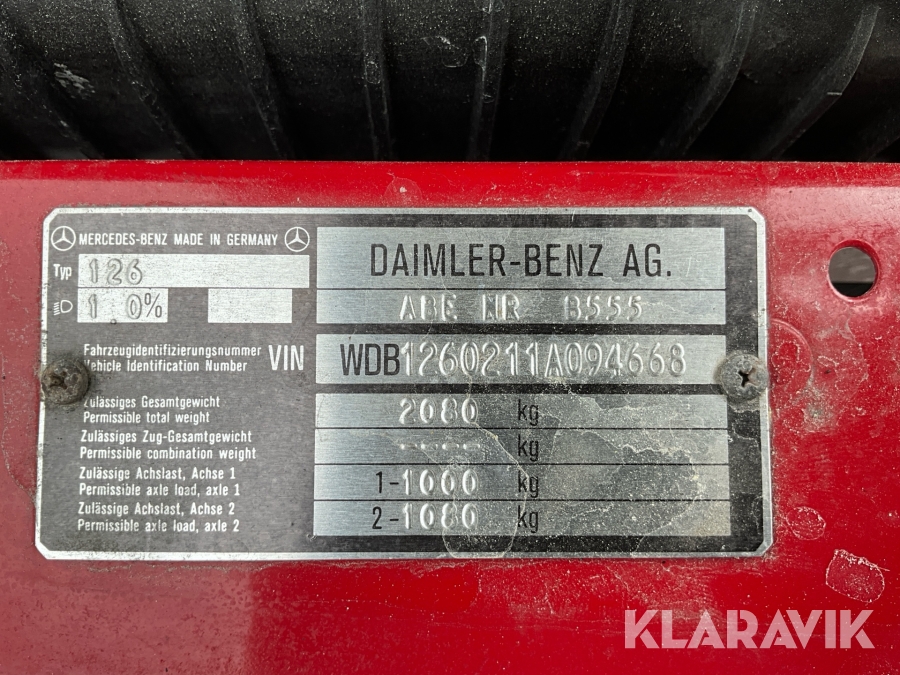 MERCEDES-BENZ MADE IN GERMANY
DAIMLER-BENZ AG.
Typ 126
1.0%
ABE NR B555
Fahrzeugidentifizierungsnummer
Vehicle Identification Number
VIN
WDB1260211A094668
Zulässiges Gesamtgewicht
Permissible total weight
2080 kg
Zulässiges Zug-Gesamtgewicht
Permissible combination weight
---- kg
Zulässige Achslast, Achse 1
Permissible axle load, axle 1
1-1000 kg
Zulässige Achslast, Achse 2
Permissible axle load, axle 2
2-1080 kg
KLARAVIK